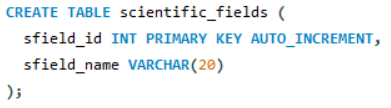 CREATE TABLE scientific_fields (
  sfield_id INT PRIMARY KEY AUTO_INCREMENT,
  sfield_name VARCHAR(20)
);